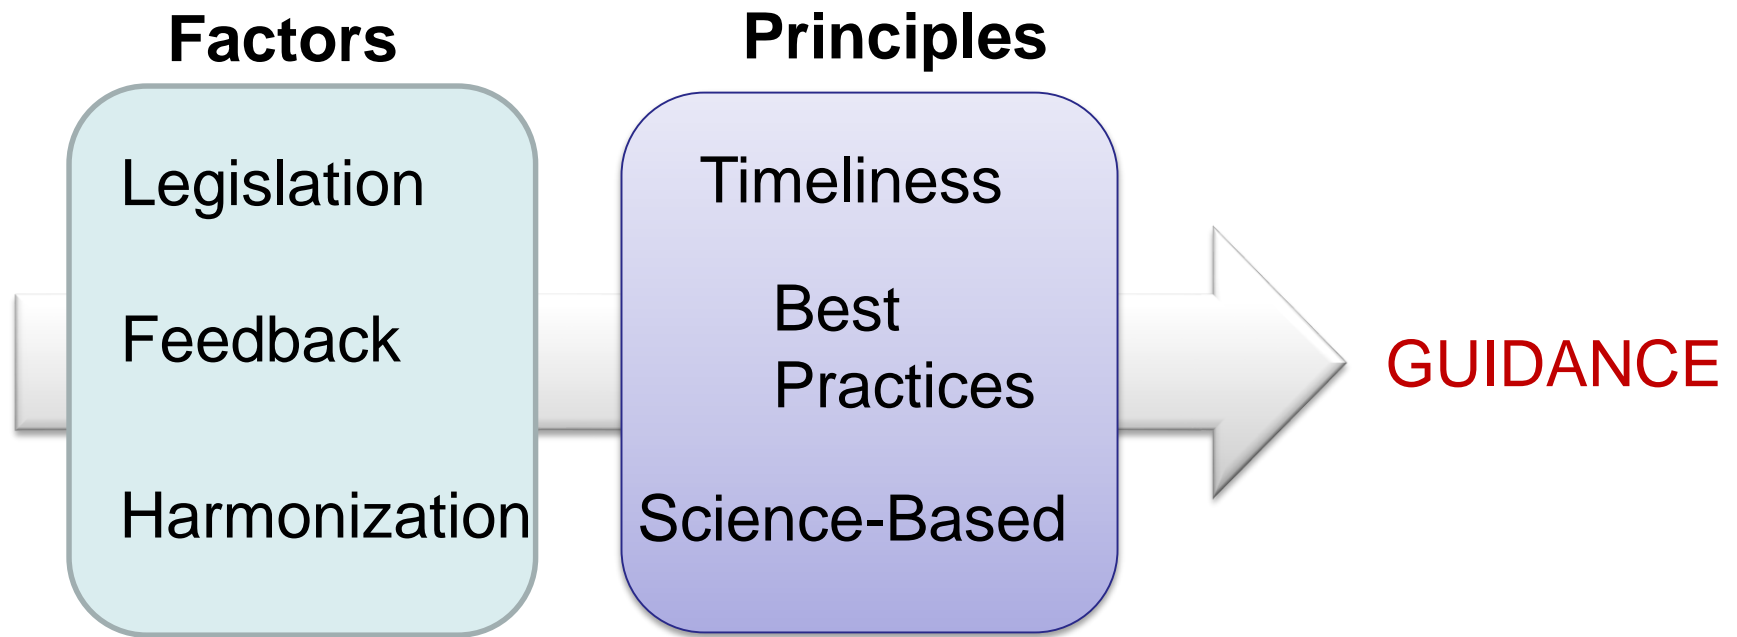 Factors
Legislation
Feedback
Harmonization
Principles
Timeliness
Best
Practices
Science-Based
GUIDANCE